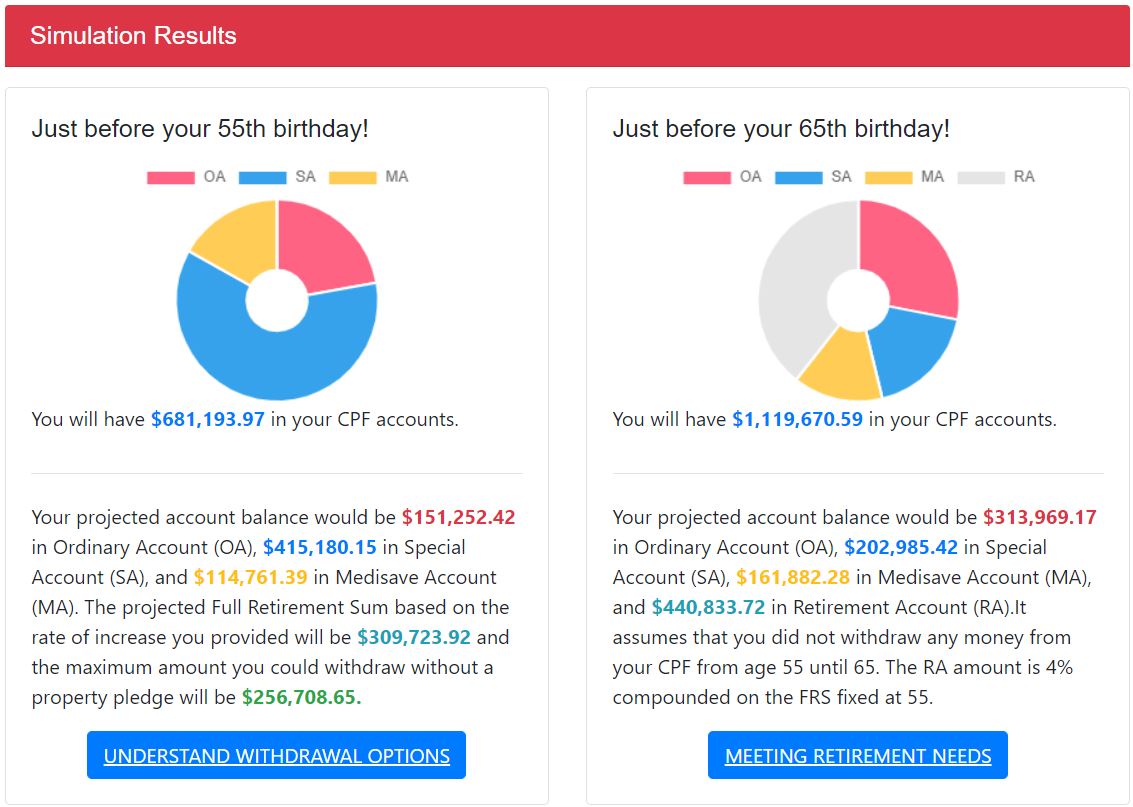 Simulation Results
Just before your 55th birthday!
OA SA MA
You will have $681,193.97 in your CPF accounts.
Your projected account balance would be $151,252.42
in Ordinary Account (OA), $415,180.15 in Special
Account (SA), and $114,761.39 in Medisave Account
(MA). The projected Full Retirement Sum based on the
rate of increase you provided will be $309,723.92 and
the maximum amount you could withdraw without a
property pledge will be $256,708.65.
UNDERSTAND WITHDRAWAL OPTIONS
Just before your 65th birthday!
OA SA MA RA
You will have $1,119,670.59 in your CPF accounts.
Your projected account balance would be $313,969.17
in Ordinary Account (OA), $202,985.42 in Special
Account (SA), $161,882.28 in Medisave Account (MA),
and $440,833.72 in Retirement Account (RA).It
assumes that you did not withdraw any money from
your CPF from age 55 until 65. The RA amount is 4%
compounded on the FRS fixed at 55.
MEETING RETIREMENT NEEDS